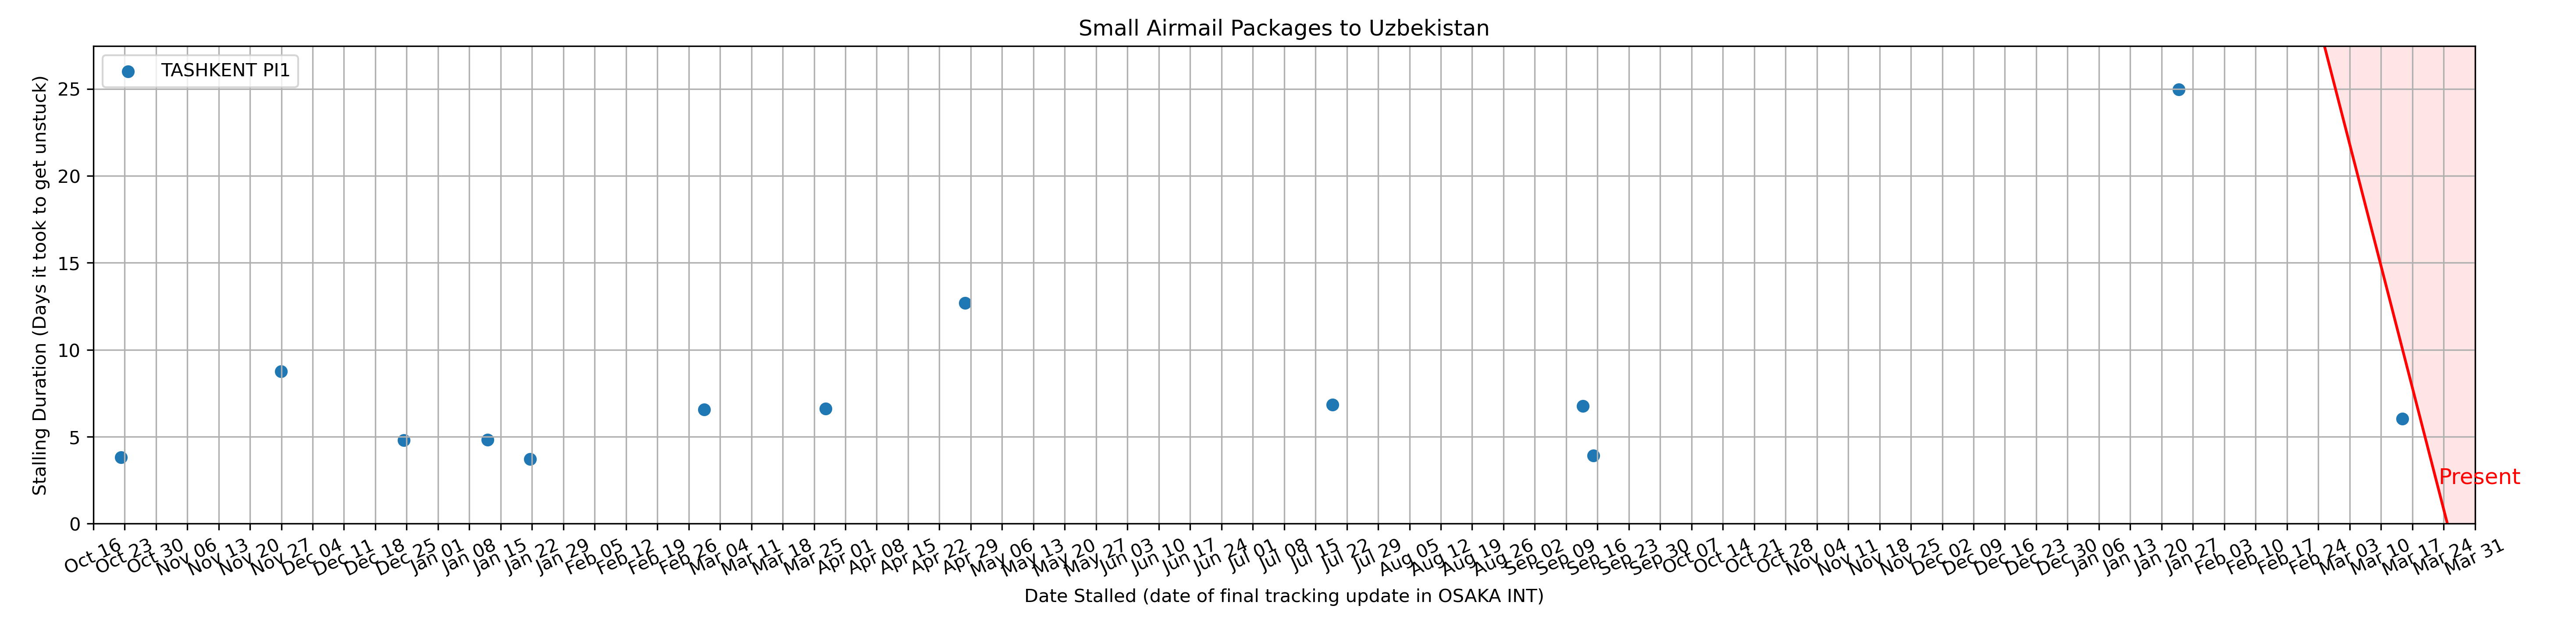 Small Airmail Packages to Uzbekistan
TASHKENT PI1
Stalling Duration (Days it took to get unstuck)
25
20
15
10
5
0
Present
Oct 16 Oct 23 Oct 30 Nov 06 Nov 13 Nov 20 Nov 27 Dec 04 Dec 11 Dec 18 Dec 25 Jan 01 Jan 08 Jan 15 Jan 22 Jan 29 Feb 05 Feb 12 Feb 19 Feb 26 Mar 04 Mar 11 Mar 18 Mar 25 Apr 01 Apr 08 Apr 15 Apr 22 Apr 29 May 06 May 13 May 20 May 27 Jun 03 Jun 10 Jun 17 Jun 24 Jul 01 Jul 08 Jul 15 Jul 22 Jul 29 Aug 05 Aug 12 Aug 19 Aug 26 Sep 02 Sep 09 Sep 16 Sep 23 Sep 30 Oct 07 Oct 14 Oct 21 Oct 28 Nov 04 Nov 11 Nov 18 Nov 25 Dec 02 Dec 09 Dec 16 Dec 23 Dec 30 Jan 06 Jan 13 Jan 20 Jan 27 Feb 03 Feb 10 Feb 17 Feb 24 Mar 03 Mar 10 Mar 17 Mar 24 Mar 31
Date Stalled (date of final tracking update in OSAKA INT)